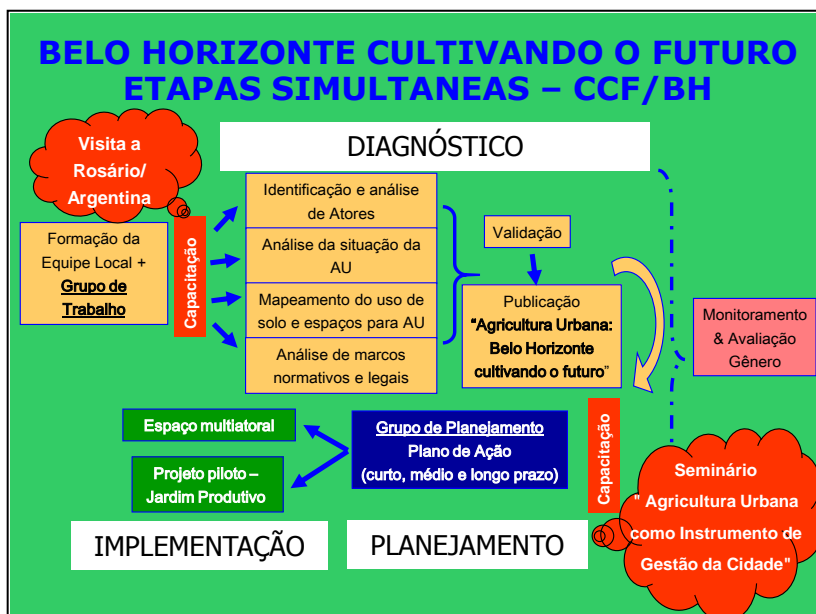 BELO HORIZONTE CULTIVANDO O FUTURO
ETAPAS SIMULTANEAS – CCF/BH
Visita a
Rosário/
Argentina
DIAGNÓSTICO
Formação da
Equipe Local +
Grupo de
Trabalho
Capacitação
Identificação e análise
de Atores
Análise da situação da
AU
Mapeamento do uso de
solo e espaços para AU
Análise de marcos
normativos e legais
Validação
Publicação
“Agricultura Urbana:
Belo Horizonte
cultivando o futuro”
Monitoramento
& Avaliação
Gênero
Espaço multiatoral
Projeto piloto –
Jardim Produtivo
Grupo de Planejamento
Plano de Ação
(curto, médio e longo prazo)
Capacitação
Seminário
" Agricultura Urbana
como Instrumento de
Gestão da Cidade"
IMPLEMENTAÇÃO
PLANEJAMENTO